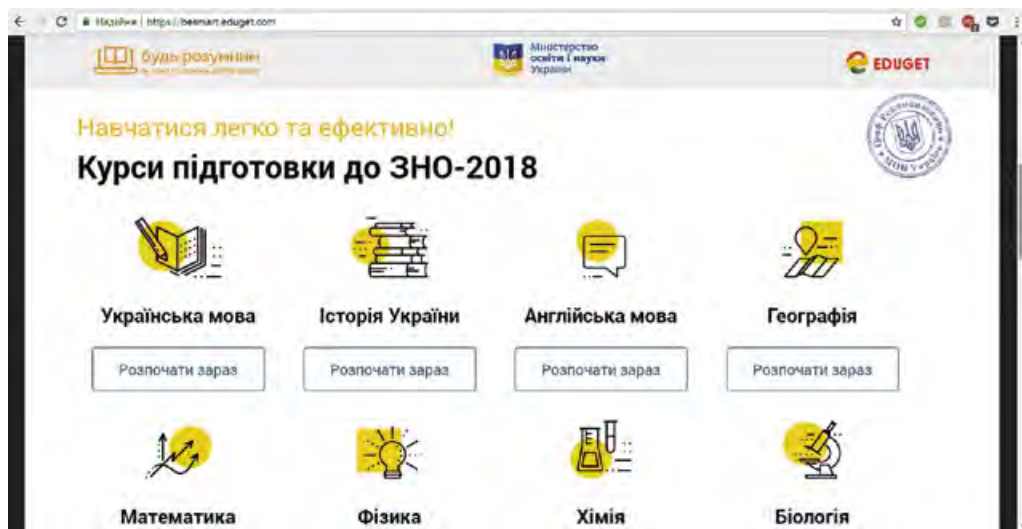 Надійне | https://besmart.eduget.com
будь розумним
Міністерство
освіти і науки
України
EDUGET
Навчатися легко та ефективно!
Курси підготовки до ЗНО-2018
Українська мова
Історія України
Англійська мова
Географія
Розпочати зараз
Розпочати зараз
Розпочати зараз
Розпочати зараз
Математика
Фізика
Хімія
Біологія